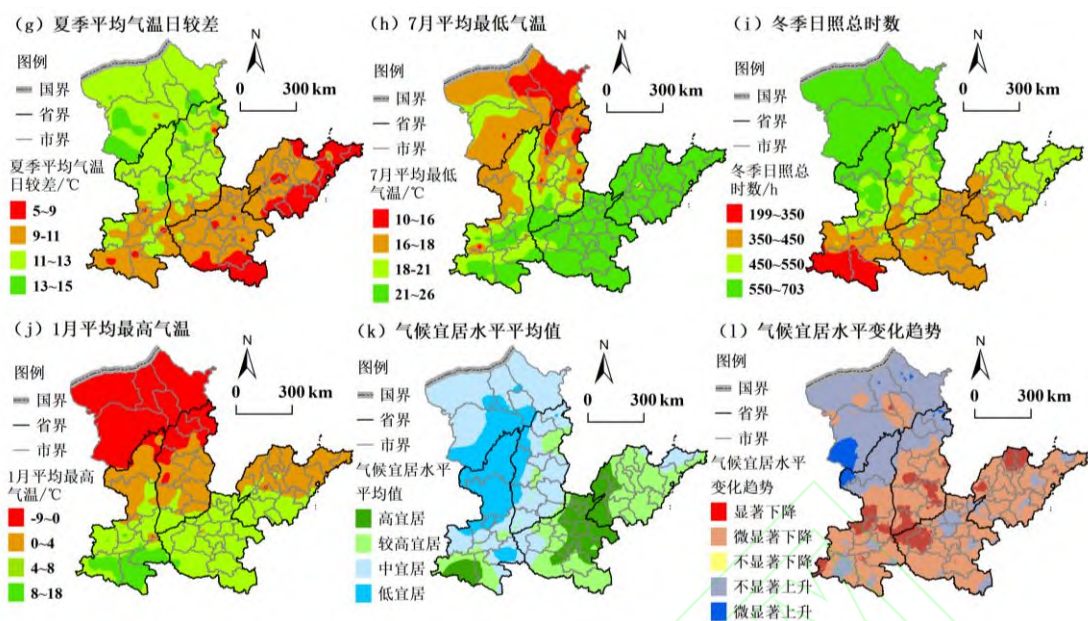 (g) 夏季平均气温日较差
N
图例
国界
0 300 km
省界
市界
夏季平均气温
日较差/℃
5~9
9-11
11~13
13~15
(h) 7月平均最低气温
N
图例
国界
0 300 km
省界
市界
7月平均最低
气温/℃
10~16
16~18
18~21
21~26
(i) 冬季日照总时数
N
图例
国界
0 300 km
省界
市界
冬季日照总
时数/h
199~350
350~450
450~550
550~703
(j) 1月平均最高气温
N
图例
国界
0 300 km
省界
市界
1月平均最高
气温/℃
-9~0
0~4
4~8
8~18
(k) 气候宜居水平平均值
N
图例
国界
0 300 km
省界
市界
气候宜居水平
平均值
高宜居
较高宜居
中宜居
低宜居
(l) 气候宜居水平变化趋势
N
图例
国界
0 300 km
省界
市界
气候宜居水平
变化趋势
显著下降
微显著下降
不显著下降
不显著上升
微显著上升